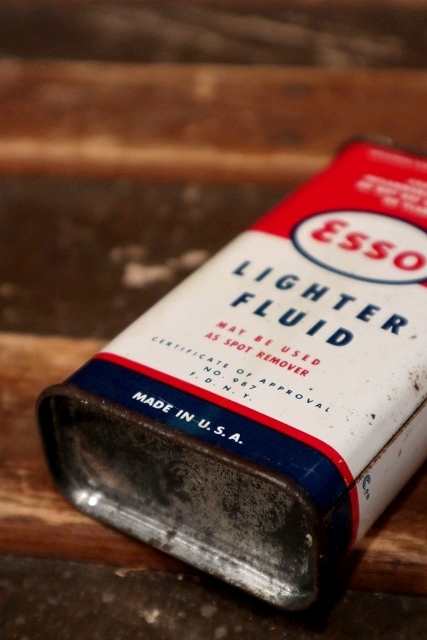 ESSO
LIGHTER
FLUID
MAY BE USED
AS SPOT REMOVER
CERTIFICATE OF APPROVAL
NO. 987
F.D.N.Y.
MADE IN U.S.A.